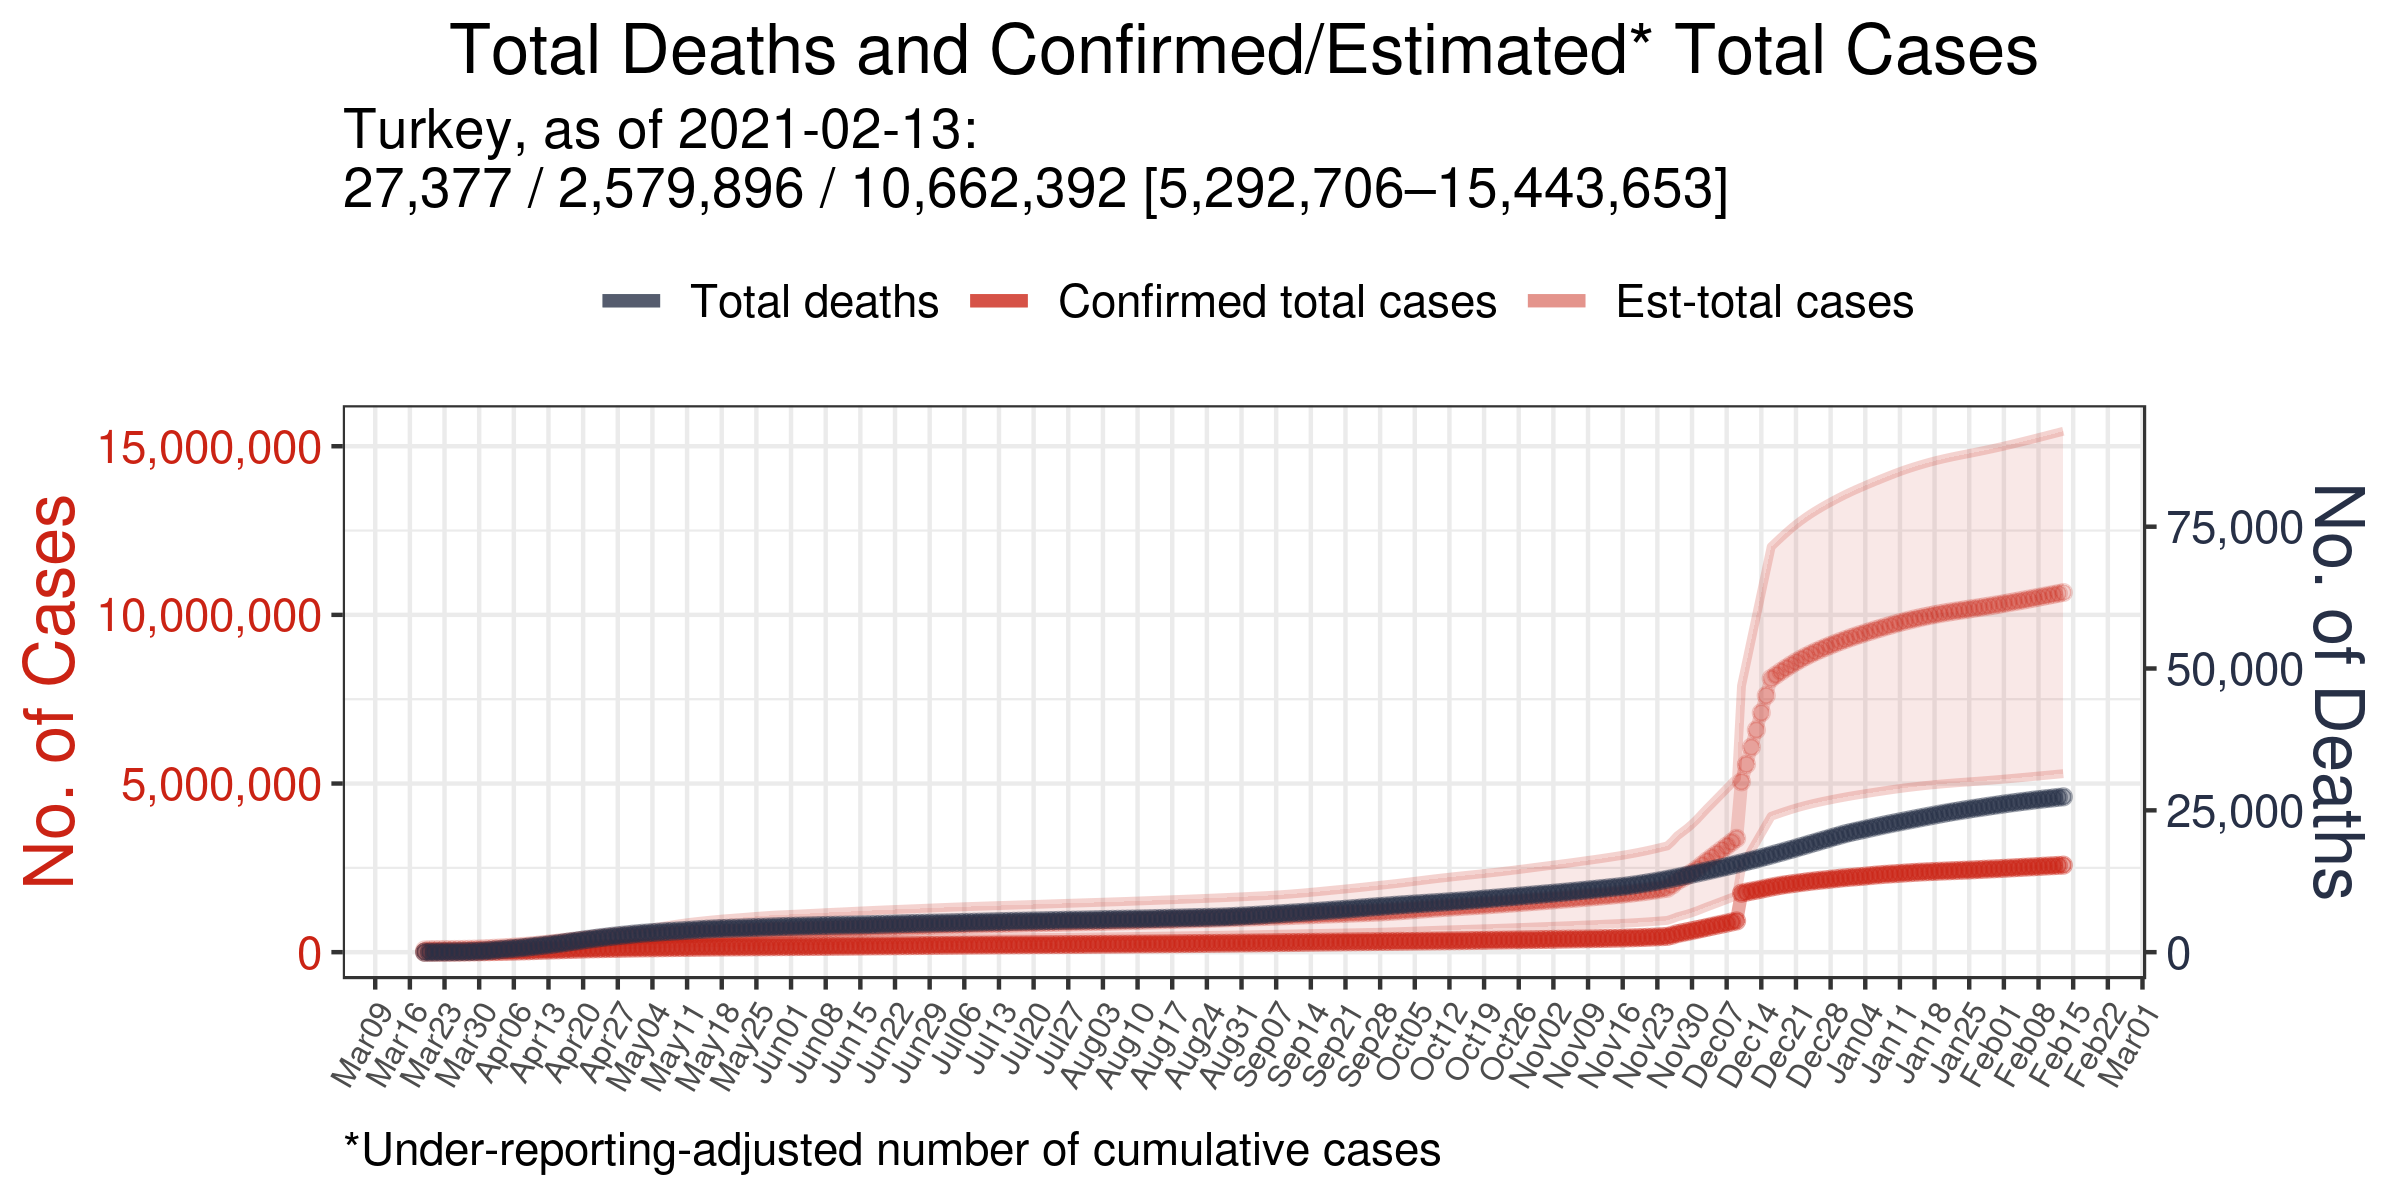 Total Deaths and Confirmed/Estimated* Total Cases
Turkey, as of 2021-02-13:
27,377 / 2,579,896 / 10,662,392 [5,292,706–15,443,653]
Total deaths
Confirmed total cases
Est-total cases
No. of Cases
15,000,000
10,000,000
5,000,000
0
75,000
50,000
25,000
0
No. of Deaths
Mar09
Mar16
Mar23
Mar30
Apr06
Apr13
Apr20
Apr27
May04
May11
May18
May25
Jun01
Jun08
Jun15
Jun22
Jun29
Jul06
Jul13
Jul20
Jul27
Aug03
Aug10
Aug17
Aug24
Aug31
Sep07
Sep14
Sep21
Sep28
Oct05
Oct12
Oct19
Oct26
Nov02
Nov09
Nov16
Nov23
Nov30
Dec07
Dec14
Dec21
Dec28
Jan04
Jan11
Jan18
Jan25
Feb01
Feb08
Feb15
Feb22
Mar01
*Under-reporting-adjusted number of cumulative cases